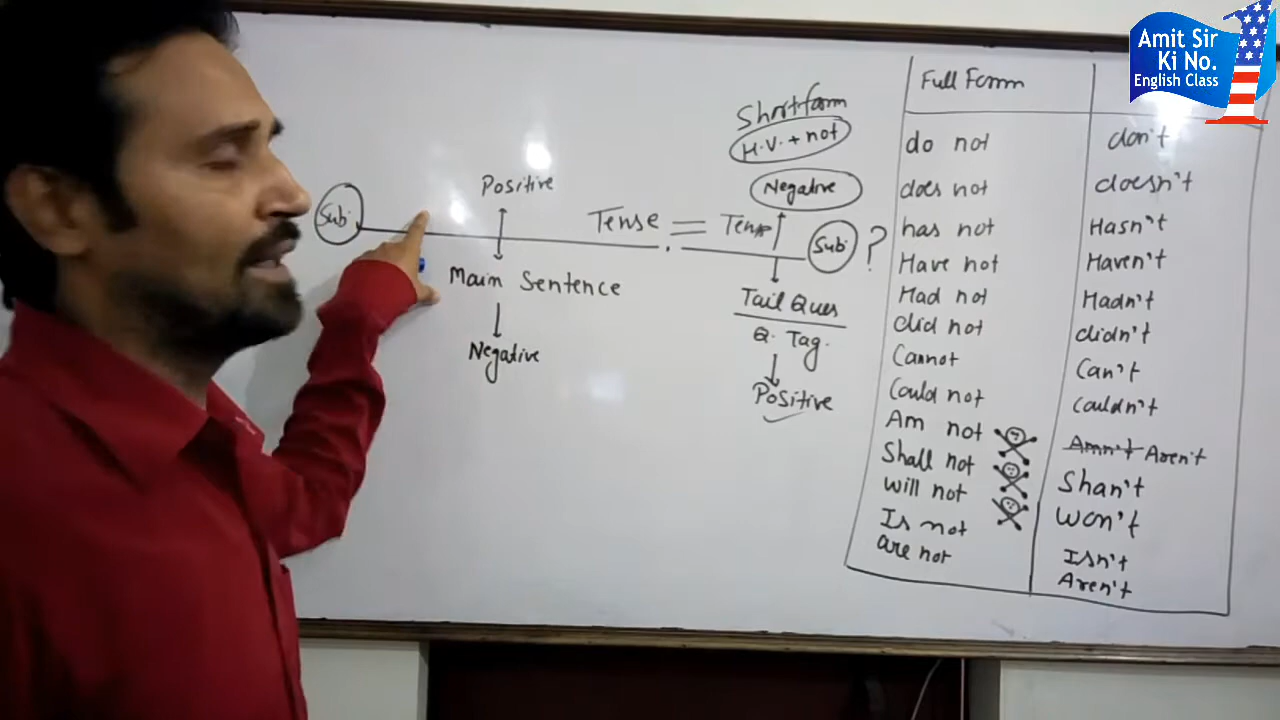 Amit Sir
Ki No. 1
English Class
Short form
H.V. + not
Negative
Positive
Sub.
Tense = Tense
Sub. ?
Main Sentence
Negative
Tail Ques
Q. Tag.
Positive
Full Form
do not don't
does not doesn't
has not Hasn't
Have not Haven't
Had not Hadn't
did not didn't
Cannot Can't
Could not Couldn't
Am not Amn't Aren't
Shall not Shan't
will not Won't
Is not Isn't
are not Aren't